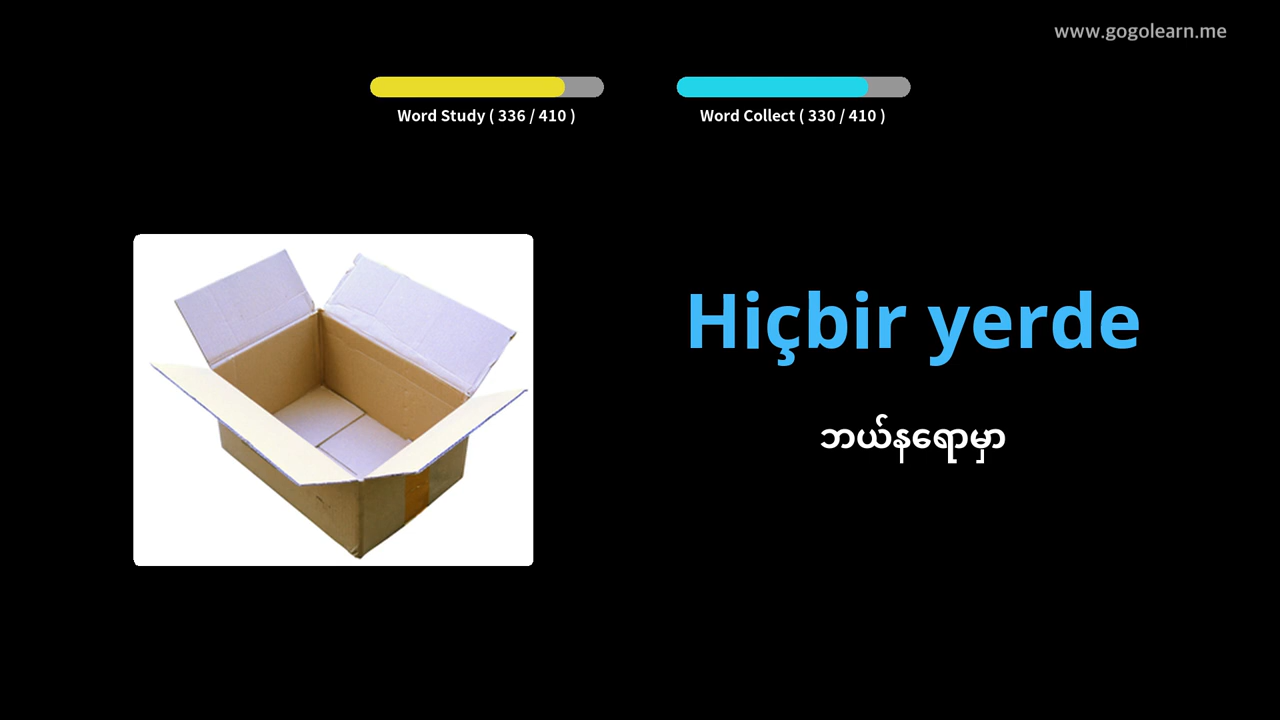 www.gogolearn.me
Word Study ( 336 / 410 )
Word Collect ( 330 / 410 )
Hiçbir yerde
ဘယ်နရောမှာ